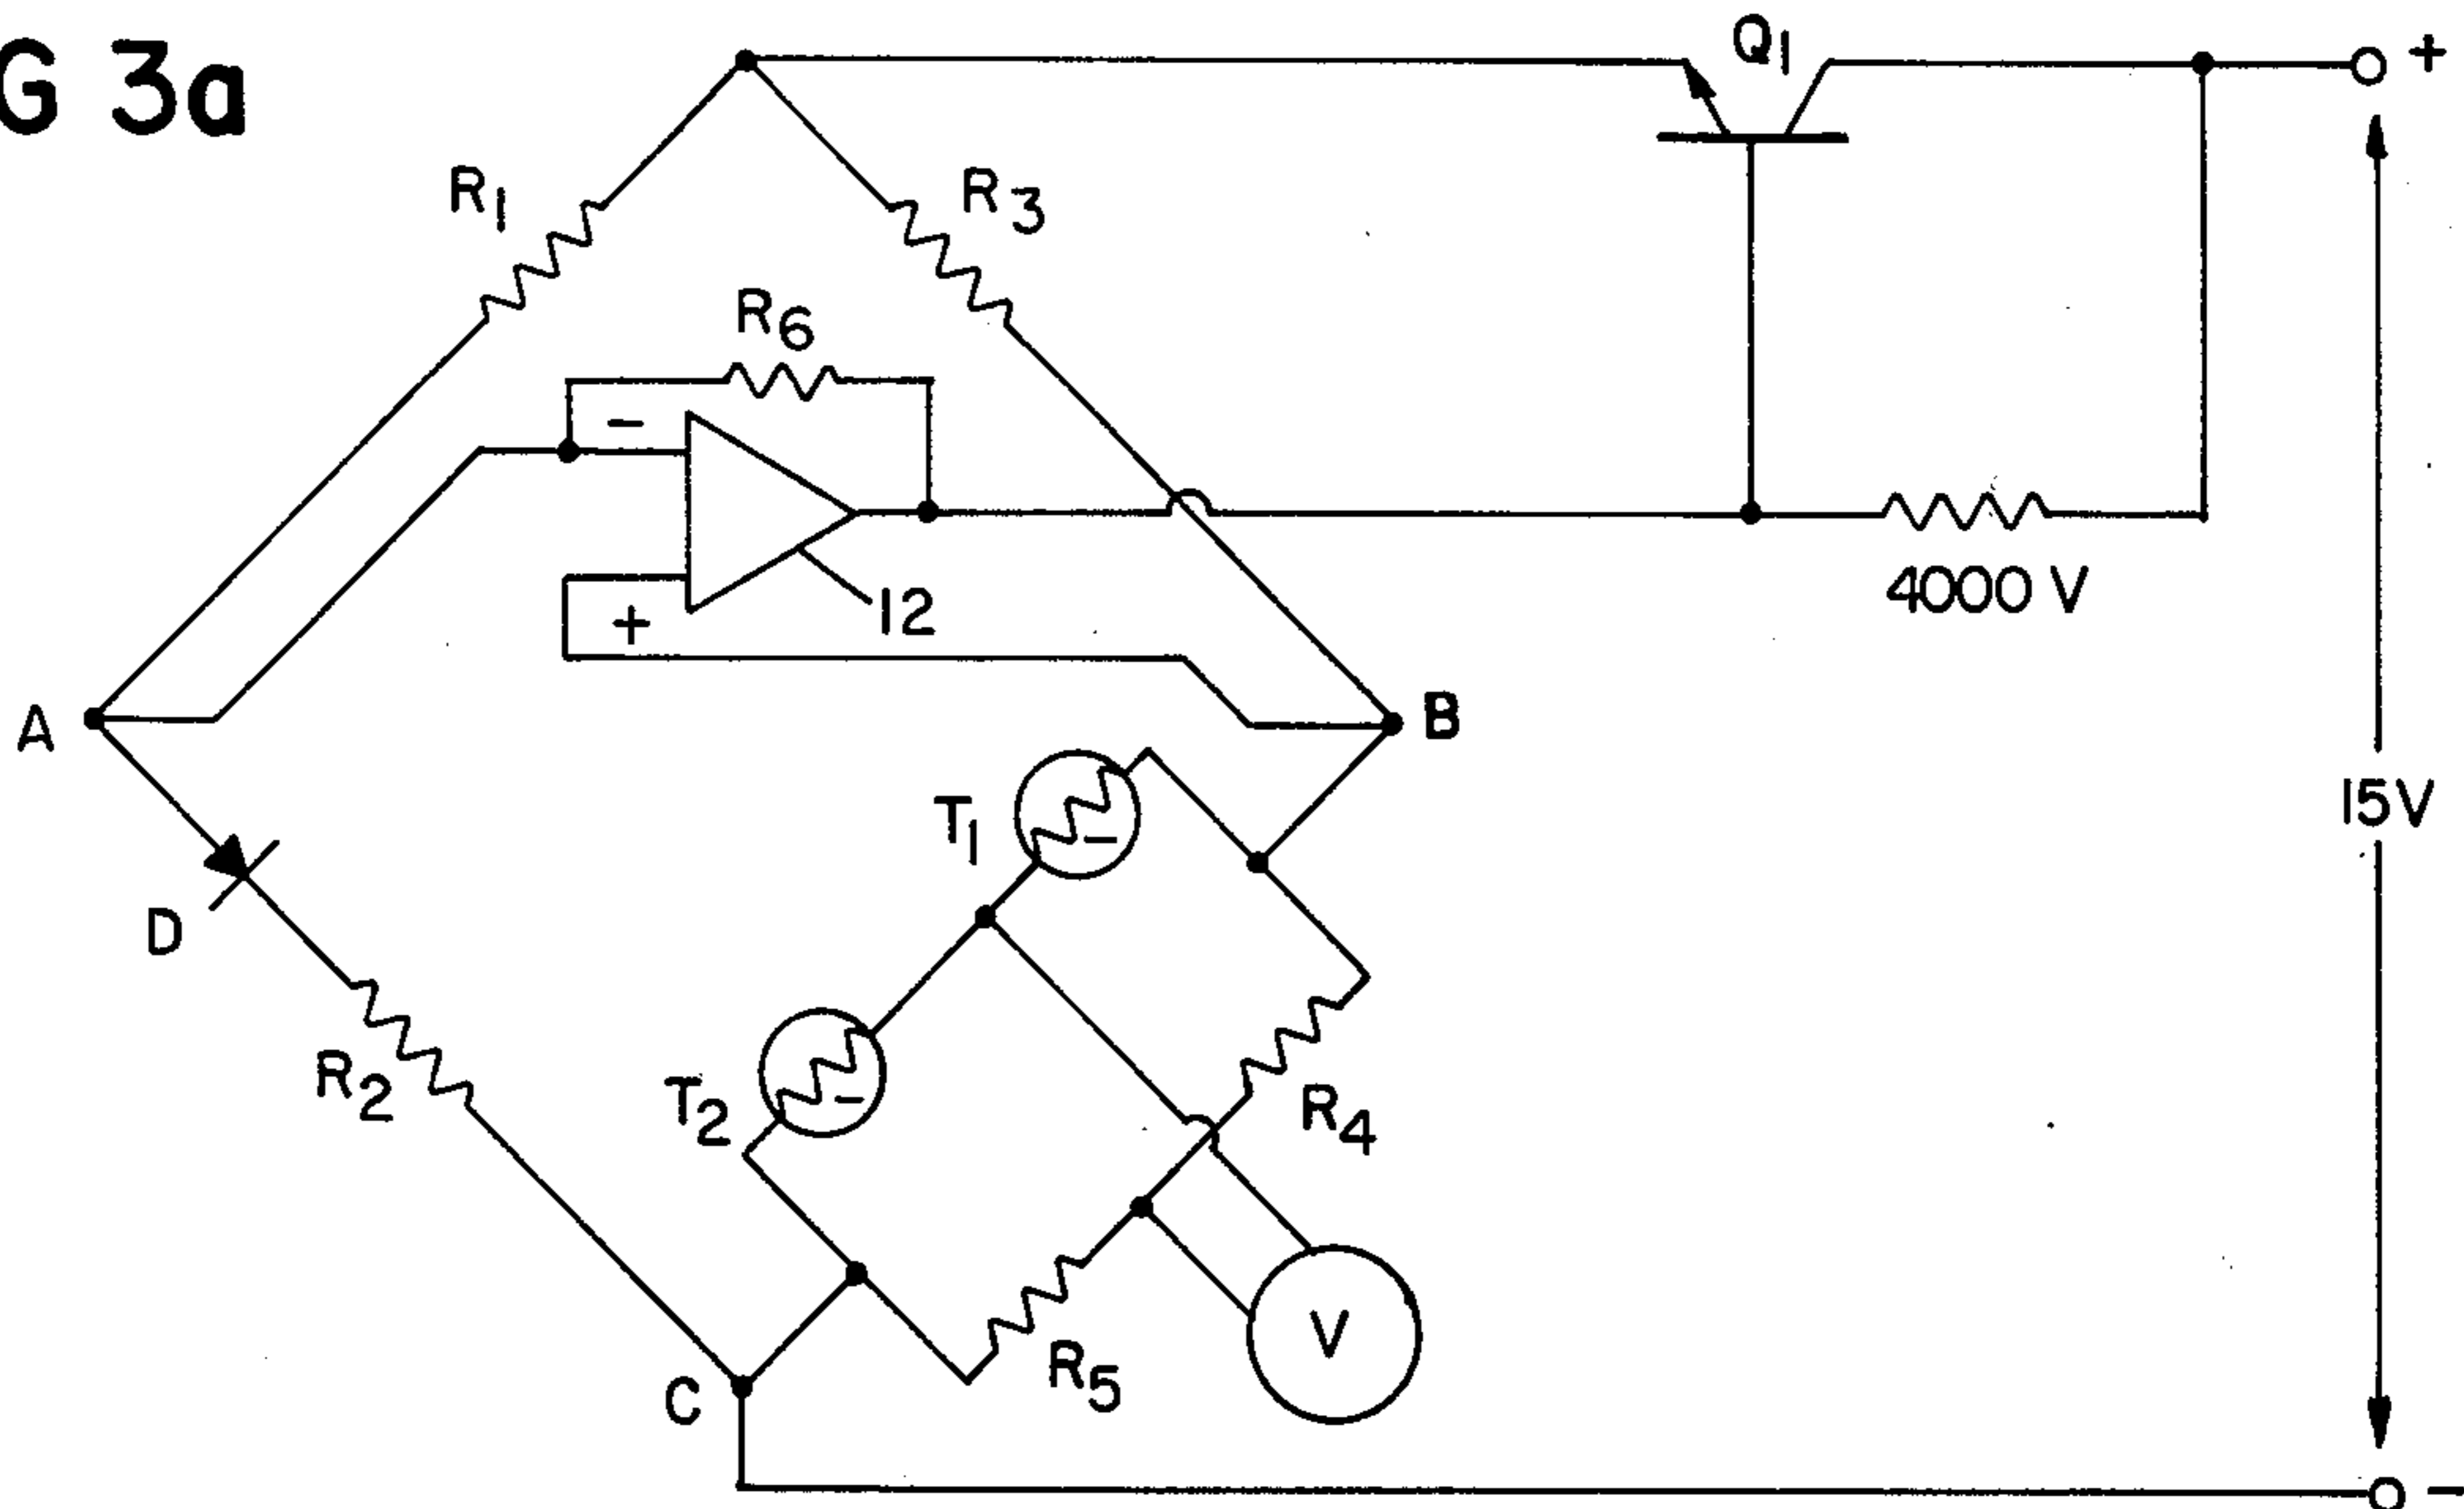 G 3a
Q1
+
R1
R3
R6
-
4000 V
12
+
A
B
15V
T1
-
D
R2
T2
-
R4
R5
V
C
-